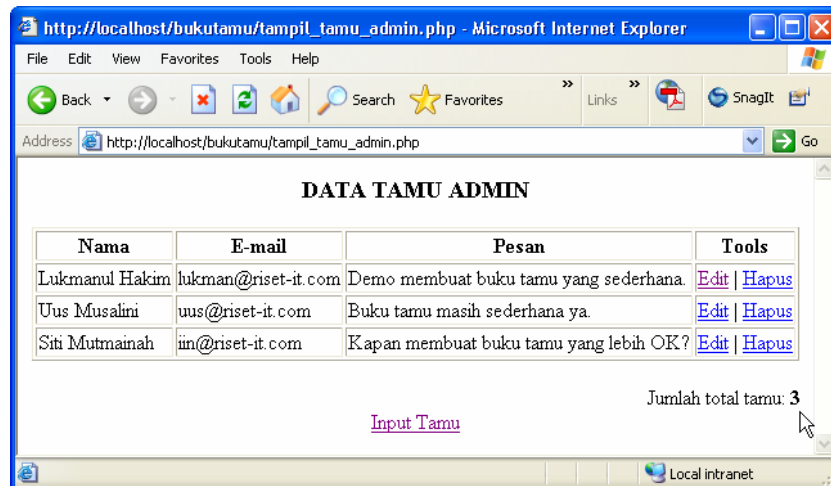 http://localhost/bukutamu/tampil_tamu_admin.php - Microsoft Internet Explorer
File Edit View Favorites Tools Help
Back Search Favorites » Links » SnagIt
Address http://localhost/bukutamu/tampil_tamu_admin.php Go
DATA TAMU ADMIN
Nama E-mail Pesan Tools
Lukmanul Hakim lukman@riset-it.com Demo membuat buku tamu yang sederhana. Edit | Hapus
Uus Musalini uus@riset-it.com Buku tamu masih sederhana ya. Edit | Hapus
Siti Mutmainah iin@riset-it.com Kapan membuat buku tamu yang lebih OK? Edit | Hapus
Jumlah total tamu: 3
Input Tamu
Local intranet